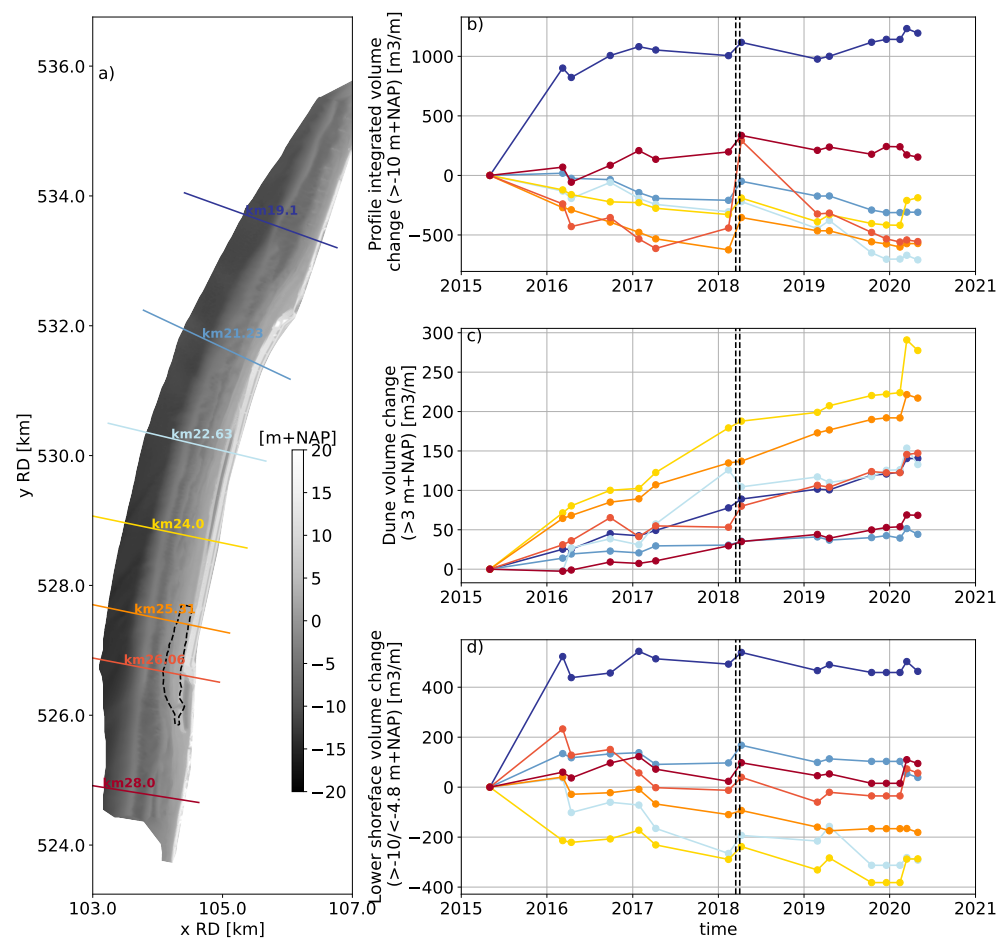 a)
y RD [km]
536.0
534.0
532.0
530.0
528.0
526.0
524.0
103.0
105.0
107.0
x RD [km]
km19.1
km21.23
km22.63
km24.0
km25.31
km26.06
km28.0
[m+NAP]
20
15
10
5
0
−5
−10
−15
−20
b)
Profile integrated volume
change (>-10 m+NAP) [m3/m]
1000
500
0
−500
2015
2016
2017
2018
2019
2020
2021
c)
Dune volume change
(>3 m+NAP) [m3/m]
300
250
200
150
100
50
0
2015
2016
2017
2018
2019
2020
2021
d)
Lower shoreface volume change
(>-10/<-4.8 m+NAP) [m3/m]
400
200
0
−200
−400
2015
2016
2017
2018
2019
2020
2021
time